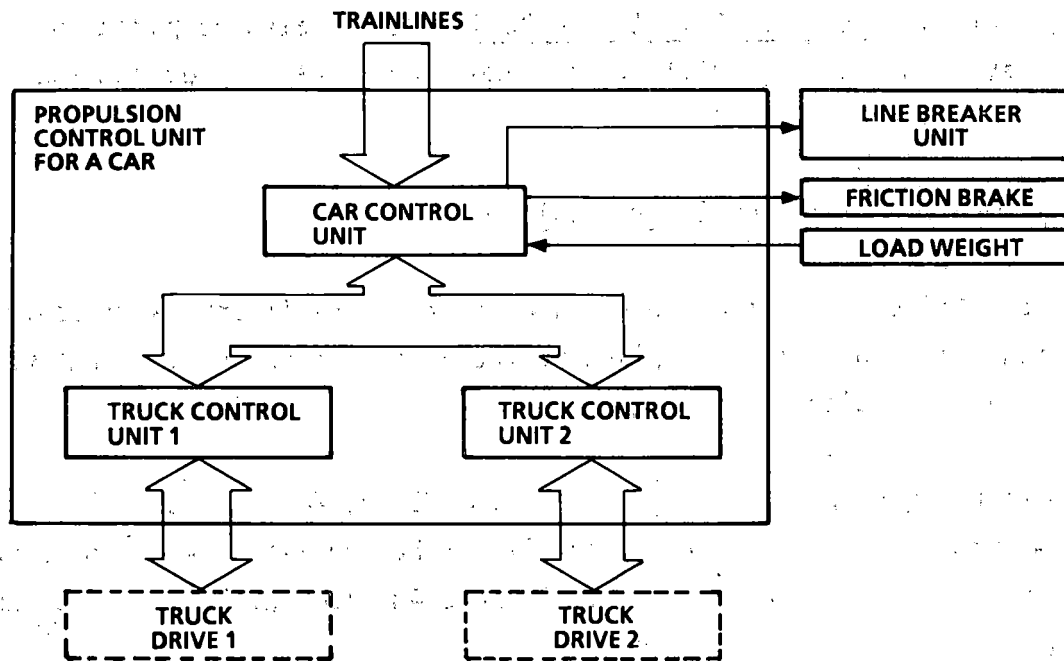 TRAINLINES
PROPULSION
CONTROL UNIT
FOR A CAR
LINE BREAKER
UNIT
FRICTION BRAKE
LOAD WEIGHT
CAR CONTROL
UNIT
TRUCK CONTROL
UNIT 1
TRUCK CONTROL
UNIT 2
TRUCK
DRIVE 1
TRUCK
DRIVE 2